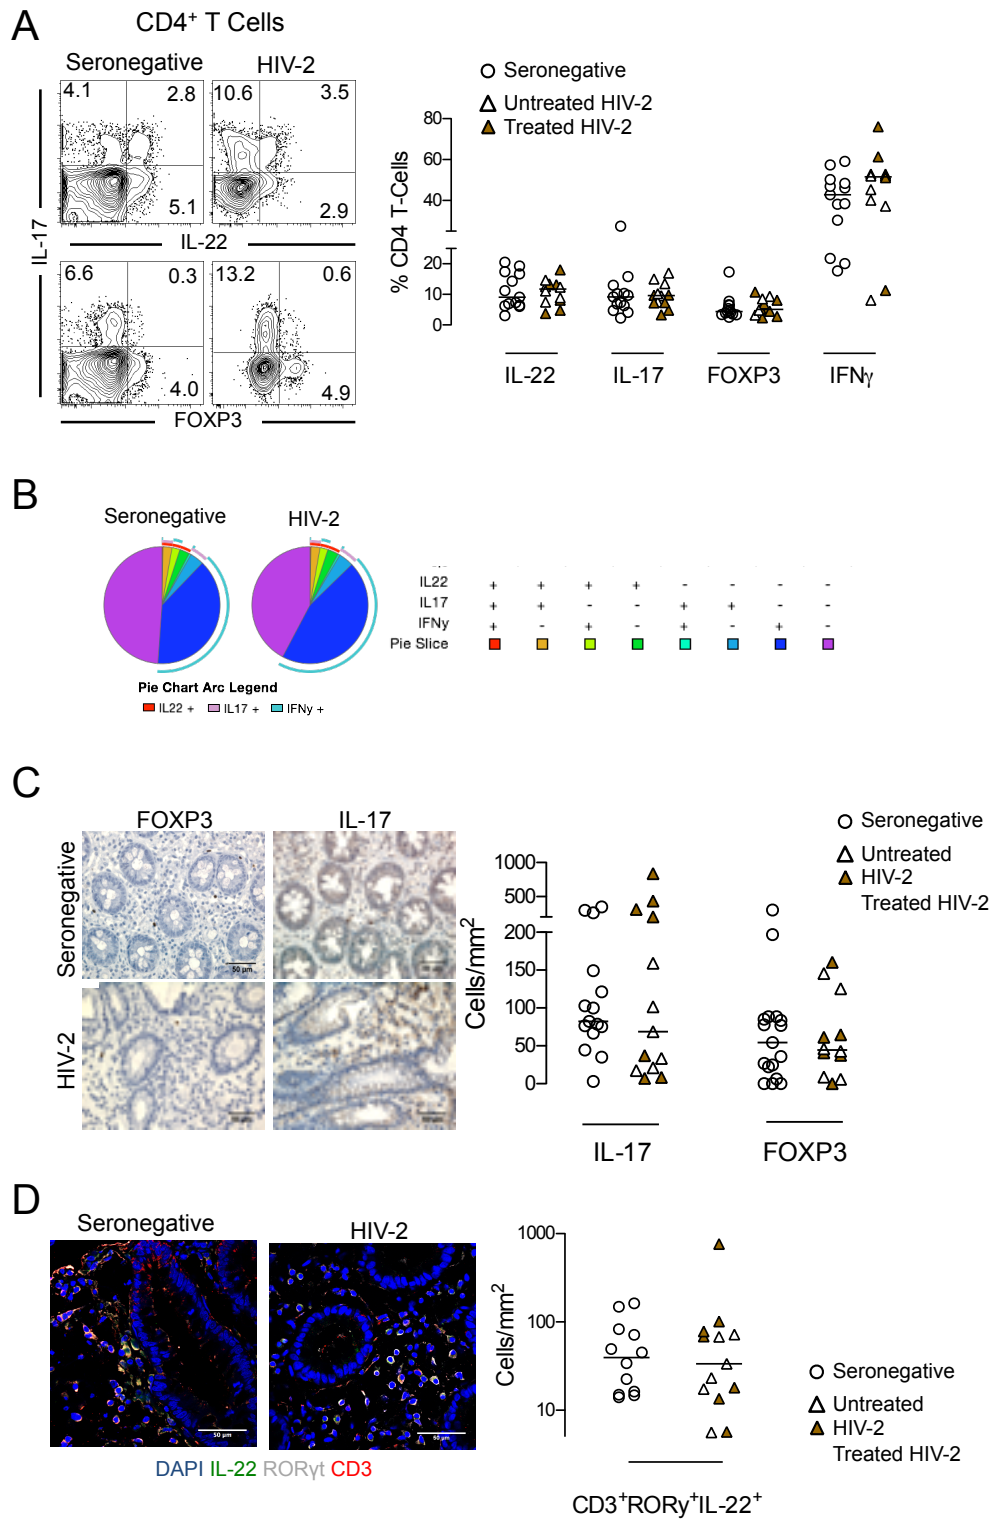 A
CD4+ T Cells
Seronegative HIV-2
4.1 2.8 10.6 3.5
5.1 2.9
IL-17
IL-22
6.6 0.3 13.2 0.6
4.0 4.9
FOXP3
Seronegative
Untreated HIV-2
Treated HIV-2
% CD4 T-Cells
80
60
40
20
10
0
IL-22 IL-17 FOXP3 IFNγ
B
Seronegative HIV-2
Pie Chart Arc Legend
IL22 + IL17 + IFNy +
IL22 + + + + - - - -
IL17 + + - - + + - -
IFNy + - + - + - + -
Pie Slice
C
FOXP3 IL-17
Seronegative
HIV-2
50 µm
Cells/mm2
1000
500
200
150
100
50
0
IL-17 FOXP3
Seronegative
Untreated
HIV-2
Treated HIV-2
D
Seronegative HIV-2
50 µm
DAPI IL-22 RORγt CD3
Cells/mm2
1000
100
10
CD3+RORy+IL-22+
Seronegative
Untreated
HIV-2
Treated HIV-2